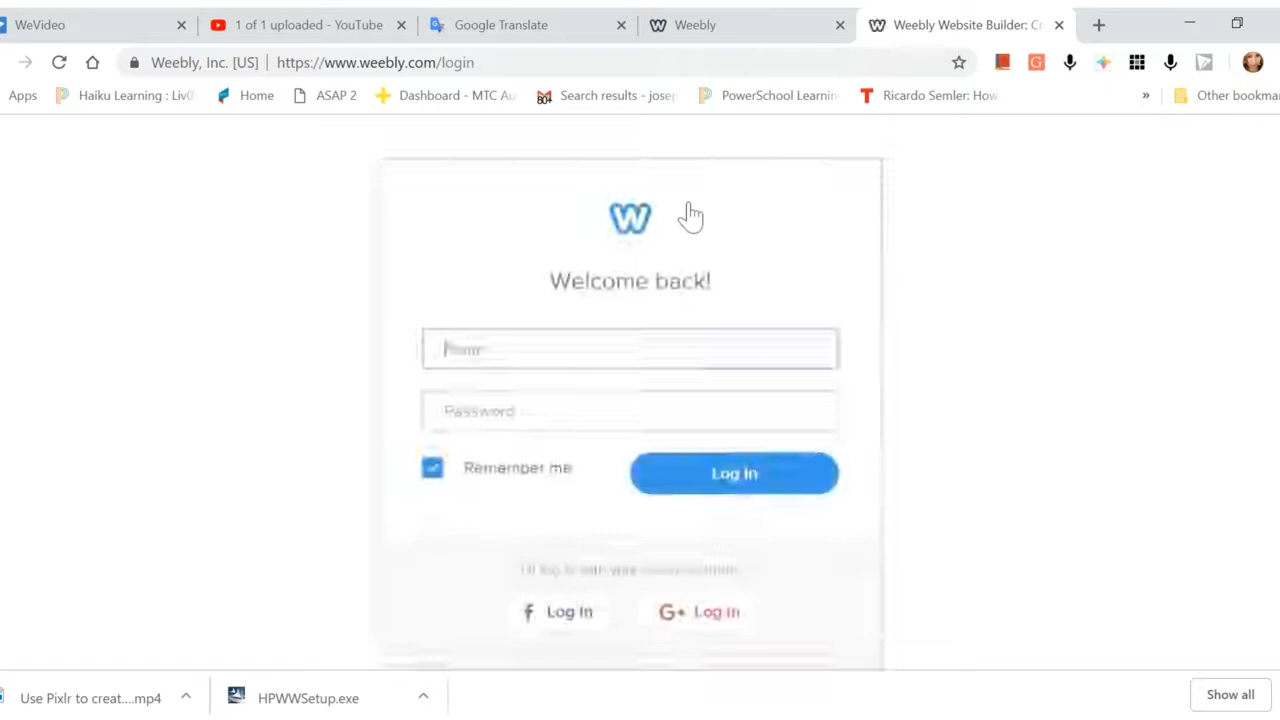 WeVideo
1 of 1 uploaded - YouTube
Google Translate
Weebly
Weebly Website Builder: Cr
Weebly, Inc. [US] | https://www.weebly.com/login
Apps
Haiku Learning : Liv0
Home
ASAP 2
Dashboard - MTC Au
80+
Search results - josep
PowerSchool Learnin
Ricardo Semler: How
»
Other bookma
W
Welcome back!
Password
Remember me
Log In
f Log In
G+ Log In
Use Pixlr to creat....mp4
HPWWSetup.exe
Show all